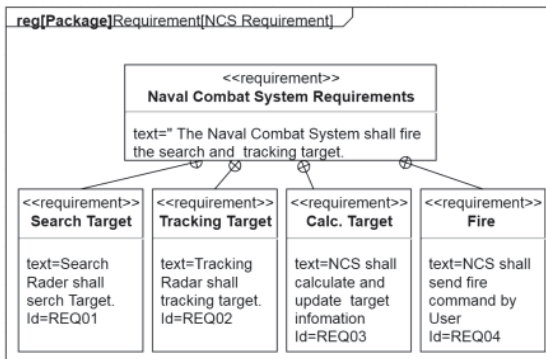 reg[Package]Requirement[NCS Requirement]
<<requirement>>
Naval Combat System Requirements
text=" The Naval Combat System shall fire
the search and tracking target.
<<requirement>>
Search Target
text=Search
Rader shall
serch Target.
Id=REQ01
<<requirement>>
Tracking Target
text=Tracking
Radar shall
tracking target.
Id=REQ02
<<requirement>>
Calc. Target
text=NCS shall
calculate and
update target
infomation
Id=REQ03
<<requirement>>
Fire
text=NCS shall
send fire
command by
User
Id=REQ04